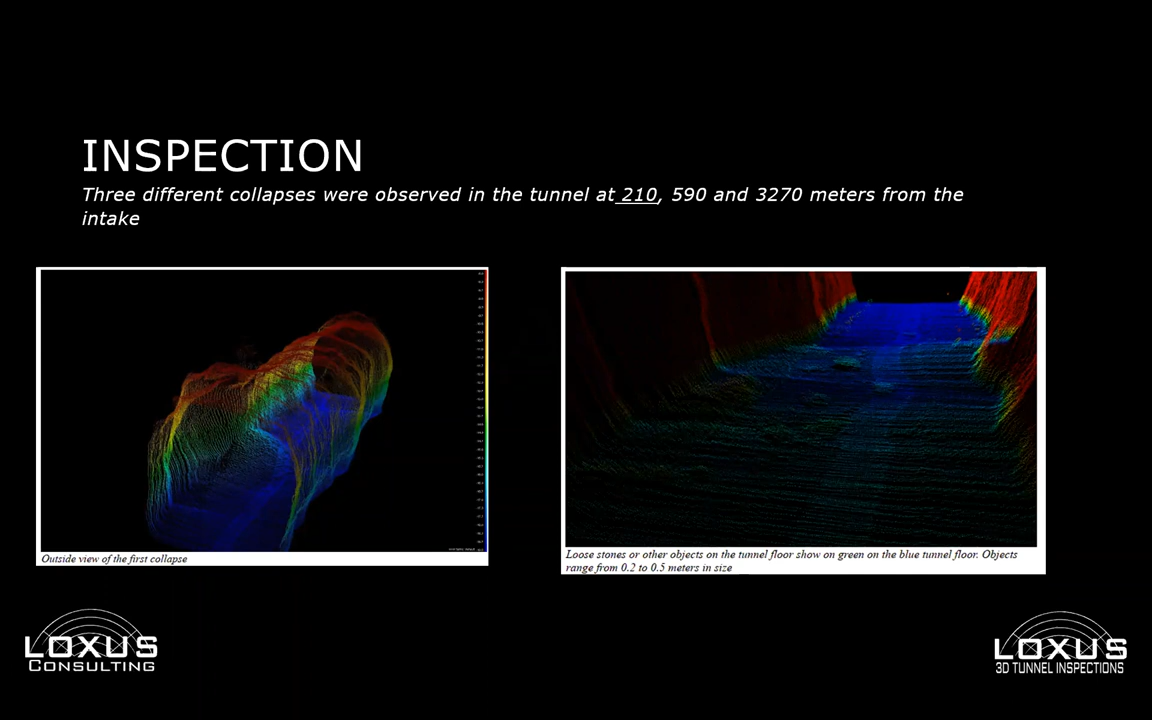 INSPECTION
Three different collapses were observed in the tunnel at 210, 590 and 3270 meters from the
intake
Outside view of the first collapse
Loose stones or other objects on the tunnel floor show on green on the blue tunnel floor. Objects
range from 0.2 to 0.5 meters in size
LOXUS
CONSULTING
LOXUS
3D TUNNEL INSPECTIONS